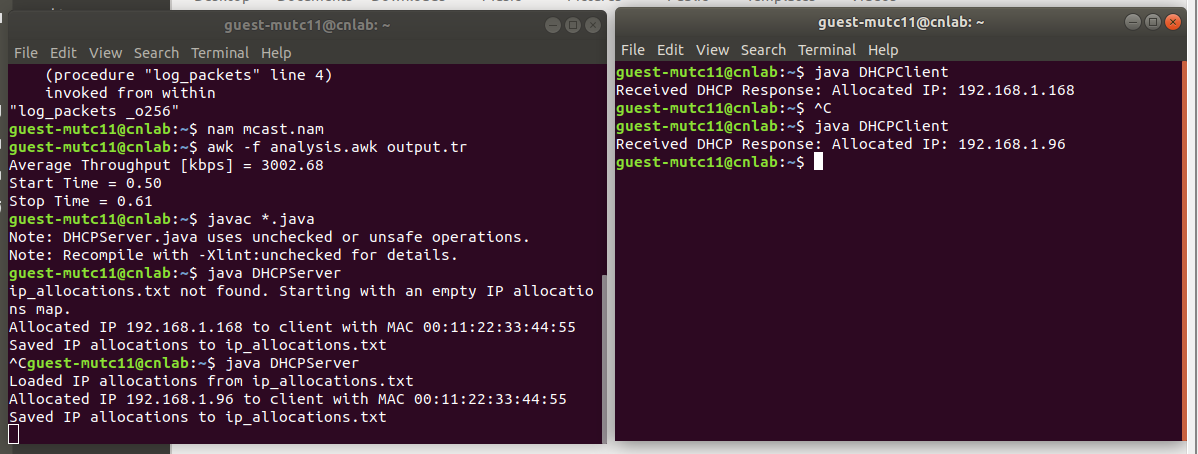 guest-mutc11@cnlab: ~
File Edit View Search Terminal Help
(procedure "log_packets" line 4)
invoked from within
"log_packets _o256"
guest-mutc11@cnlab:~$ nam mcast.nam
guest-mutc11@cnlab:~$ awk -f analysis.awk output.tr
Average Throughput [kbps] = 3002.68
Start Time = 0.50
Stop Time = 0.61
guest-mutc11@cnlab:~$ javac *.java
Note: DHCPServer.java uses unchecked or unsafe operations.
Note: Recompile with -Xlint:unchecked for details.
guest-mutc11@cnlab:~$ java DHCPServer
ip_allocations.txt not found. Starting with an empty IP allocatio
ns map.
Allocated IP 192.168.1.168 to client with MAC 00:11:22:33:44:55
Saved IP allocations to ip_allocations.txt
^Cguest-mutc11@cnlab:~$ java DHCPServer
Loaded IP allocations from ip_allocations.txt
Allocated IP 192.168.1.96 to client with MAC 00:11:22:33:44:55
Saved IP allocations to ip_allocations.txt
guest-mutc11@cnlab: ~
File Edit View Search Terminal Help
guest-mutc11@cnlab:~$ java DHCPClient
Received DHCP Response: Allocated IP: 192.168.1.168
guest-mutc11@cnlab:~$ ^C
guest-mutc11@cnlab:~$ java DHCPClient
Received DHCP Response: Allocated IP: 192.168.1.96
guest-mutc11@cnlab:~$